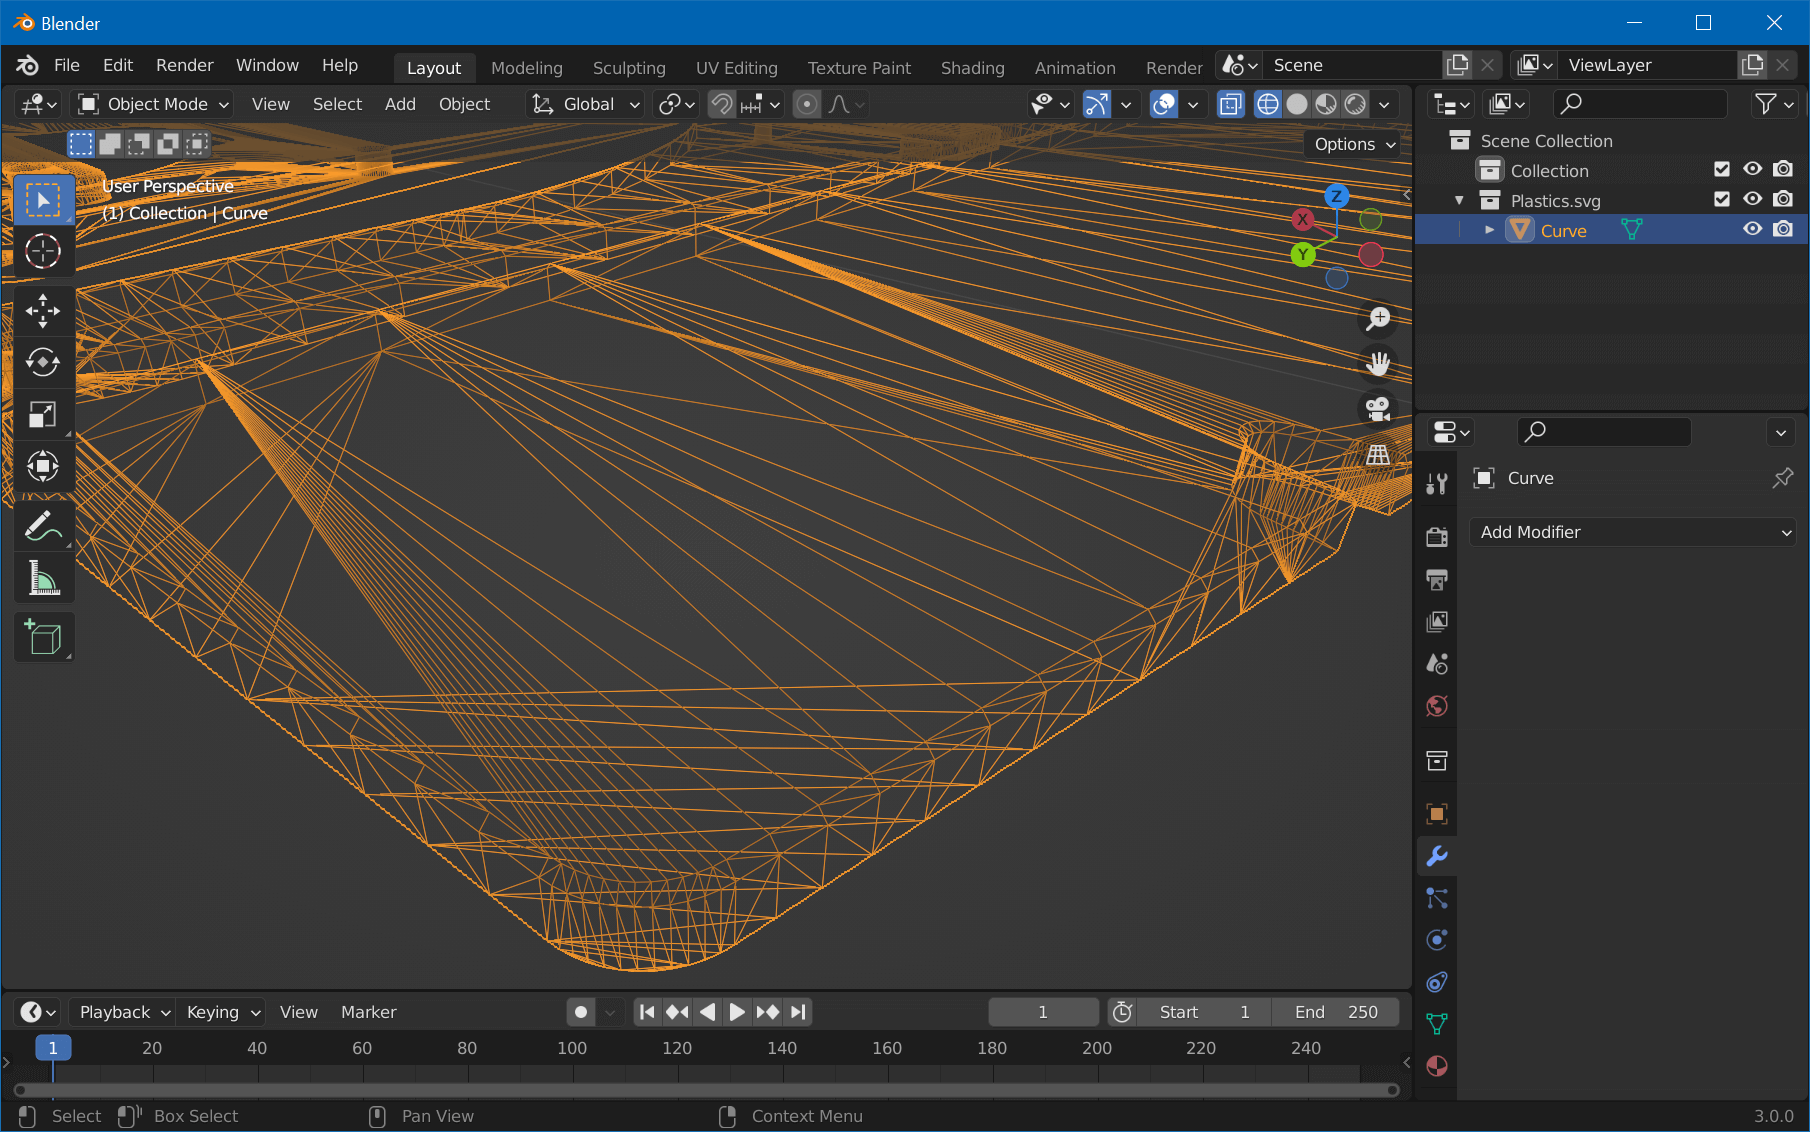 Blender
File Edit Render Window Help Layout Modeling Sculpting UV Editing Texture Paint Shading Animation Render Scene ViewLayer
Object Mode View Select Add Object Global
Options
User Perspective
(1) Collection | Curve
Z
X
Y
Scene Collection
Collection
Plastics.svg
Curve
Curve
Add Modifier
Playback Keying View Marker 1 Start 1 End 250
1 20 40 60 80 100 120 140 160 180 200 220 240
Select Box Select Pan View Context Menu 3.0.0